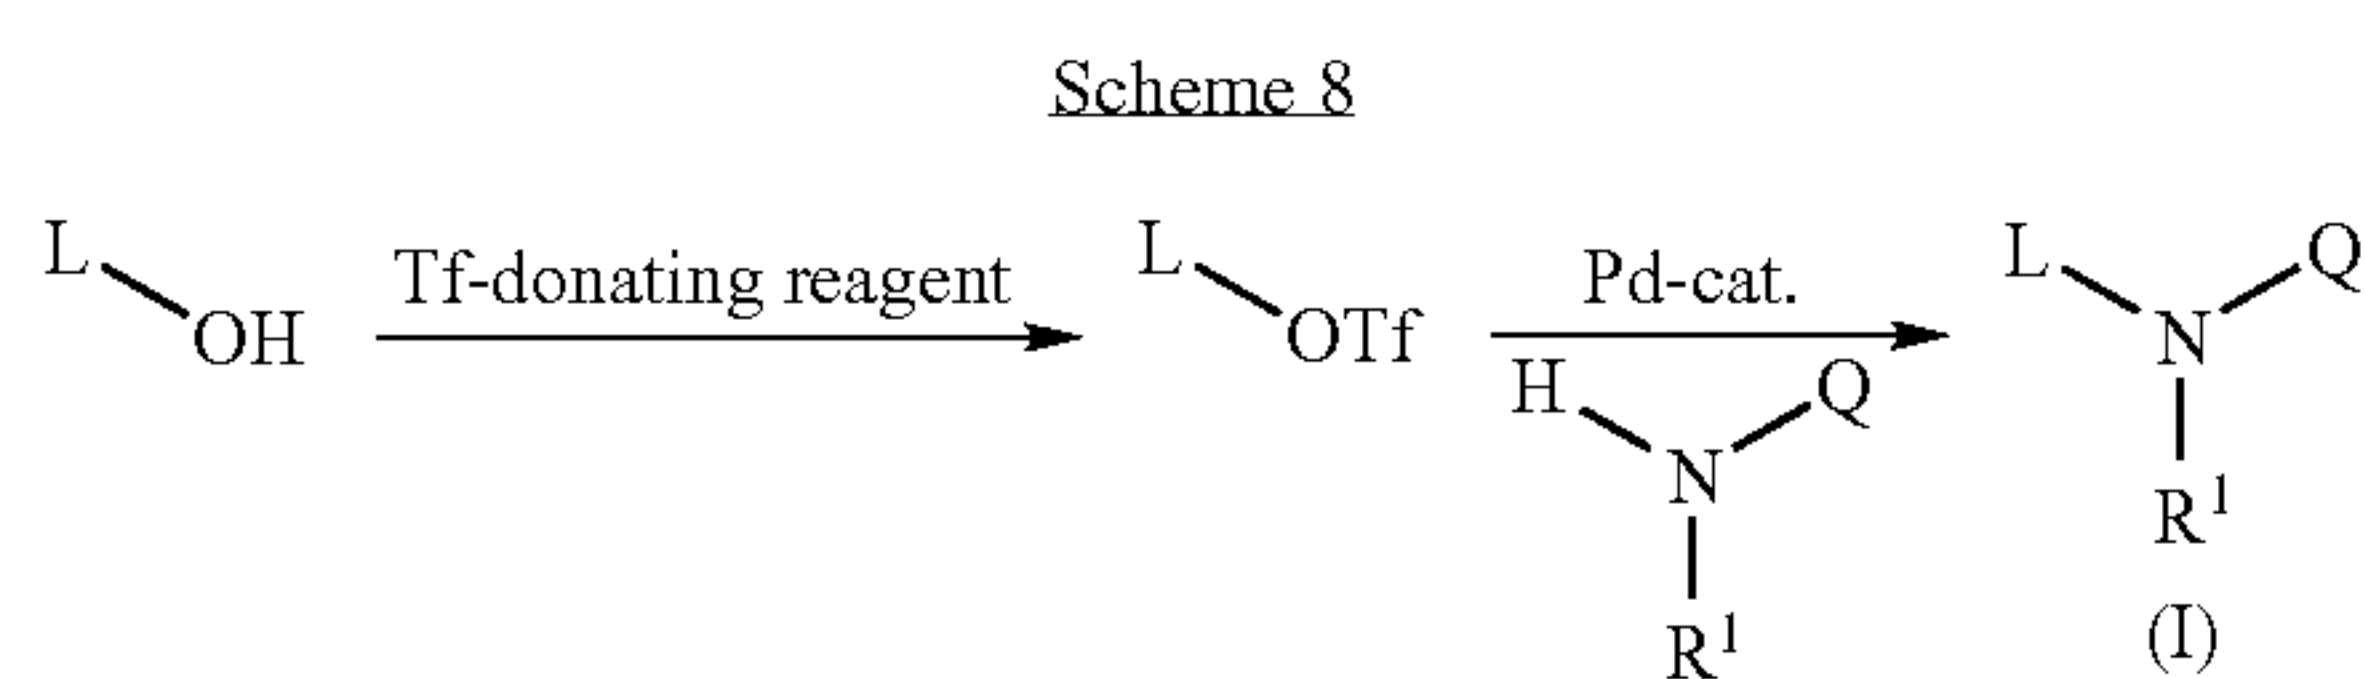 Scheme 8
L
OH
Tf-donating reagent
L
OTf
Pd-cat.
H
N
Q
R¹
L
N
Q
R¹
(I)